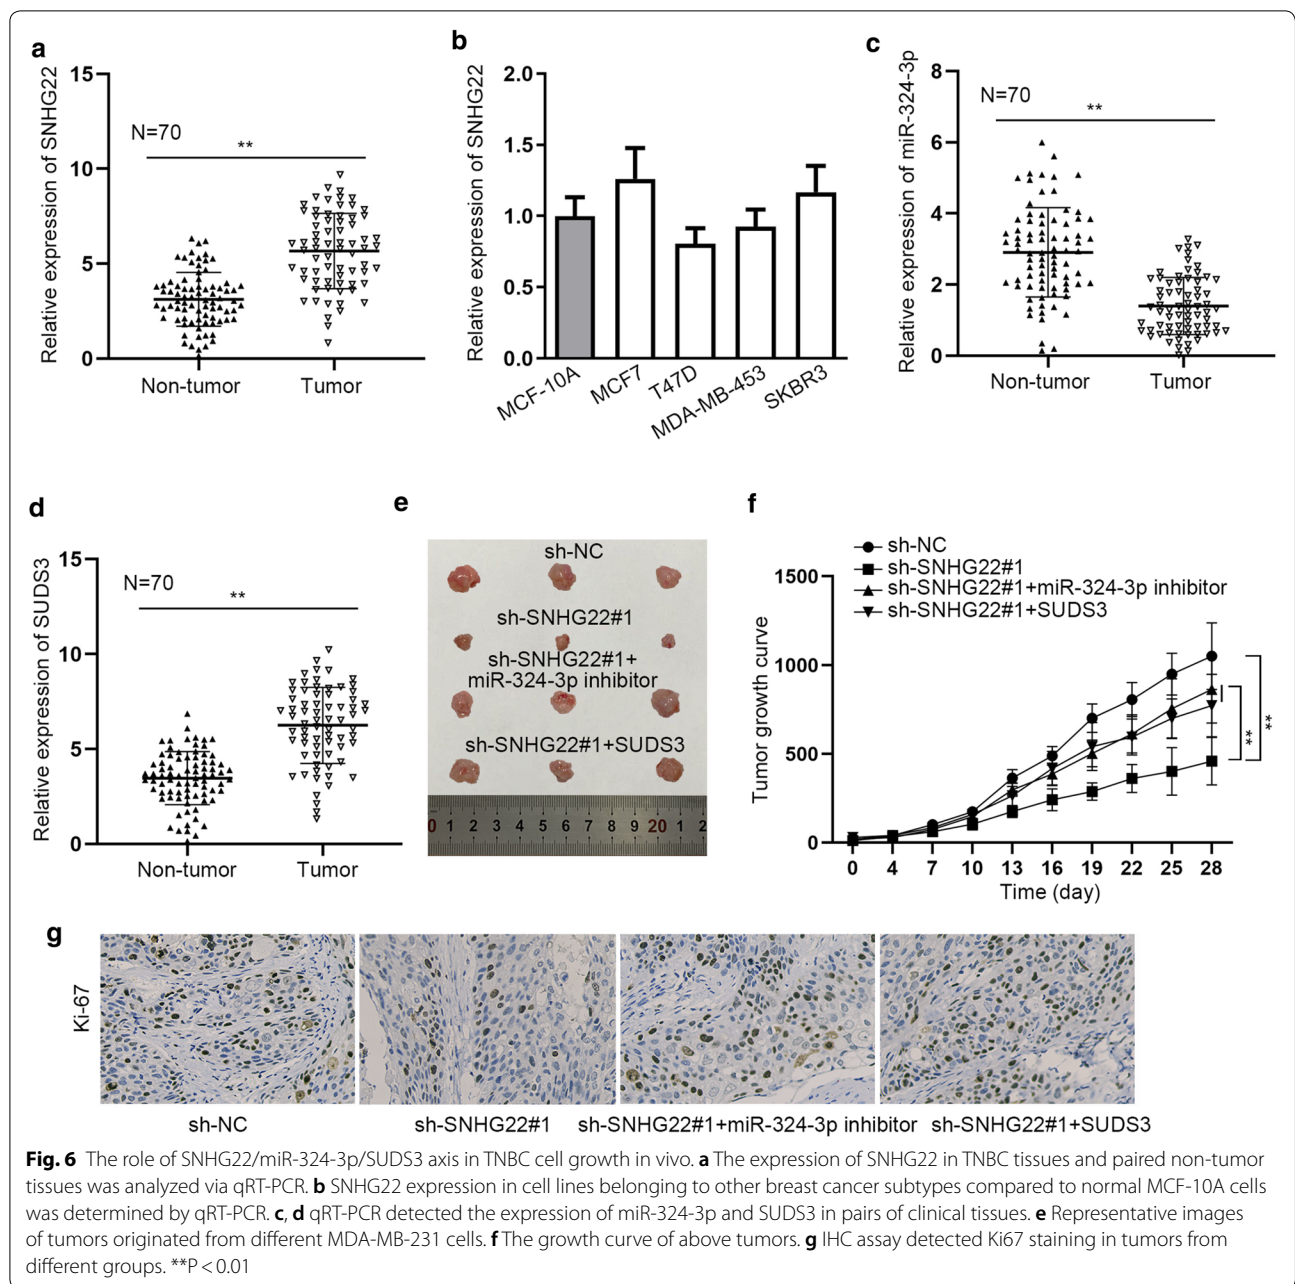 a
Relative expression of SNHG22
15
10
5
0
N=70
**
Non-tumor
Tumor
b
Relative expression of SNHG22
2.0
1.5
1.0
0.5
0.0
MCF-10A
MCF7
T47D
MDA-MB-453
SKBR3
c
Relative expression of miR-324-3p
8
6
4
2
0
N=70
**
Non-tumor
Tumor
d
Relative expression of SUDS3
15
10
5
0
N=70
**
Non-tumor
Tumor
e
sh-NC
sh-SNHG22#1
sh-SNHG22#1+
miR-324-3p inhibitor
sh-SNHG22#1+SUDS3
0 1 2 3 4 5 6 7 8 9 20 1 2
f
sh-NC
sh-SNHG22#1
sh-SNHG22#1+miR-324-3p inhibitor
sh-SNHG22#1+SUDS3
Tumor growth curve
1500
1000
500
0
**
**
0 4 7 10 13 16 19 22 25 28
Time (day)
g
Ki-67
sh-NC
sh-SNHG22#1
sh-SNHG22#1+miR-324-3p inhibitor
sh-SNHG22#1+SUDS3
Fig. 6 The role of SNHG22/miR-324-3p/SUDS3 axis in TNBC cell growth in vivo. a The expression of SNHG22 in TNBC tissues and paired non-tumor
tissues was analyzed via qRT-PCR. b SNHG22 expression in cell lines belonging to other breast cancer subtypes compared to normal MCF-10A cells
was determined by qRT-PCR. c, d qRT-PCR detected the expression of miR-324-3p and SUDS3 in pairs of clinical tissues. e Representative images
of tumors originated from different MDA-MB-231 cells. f The growth curve of above tumors. g IHC assay detected Ki67 staining in tumors from
different groups. **P < 0.01